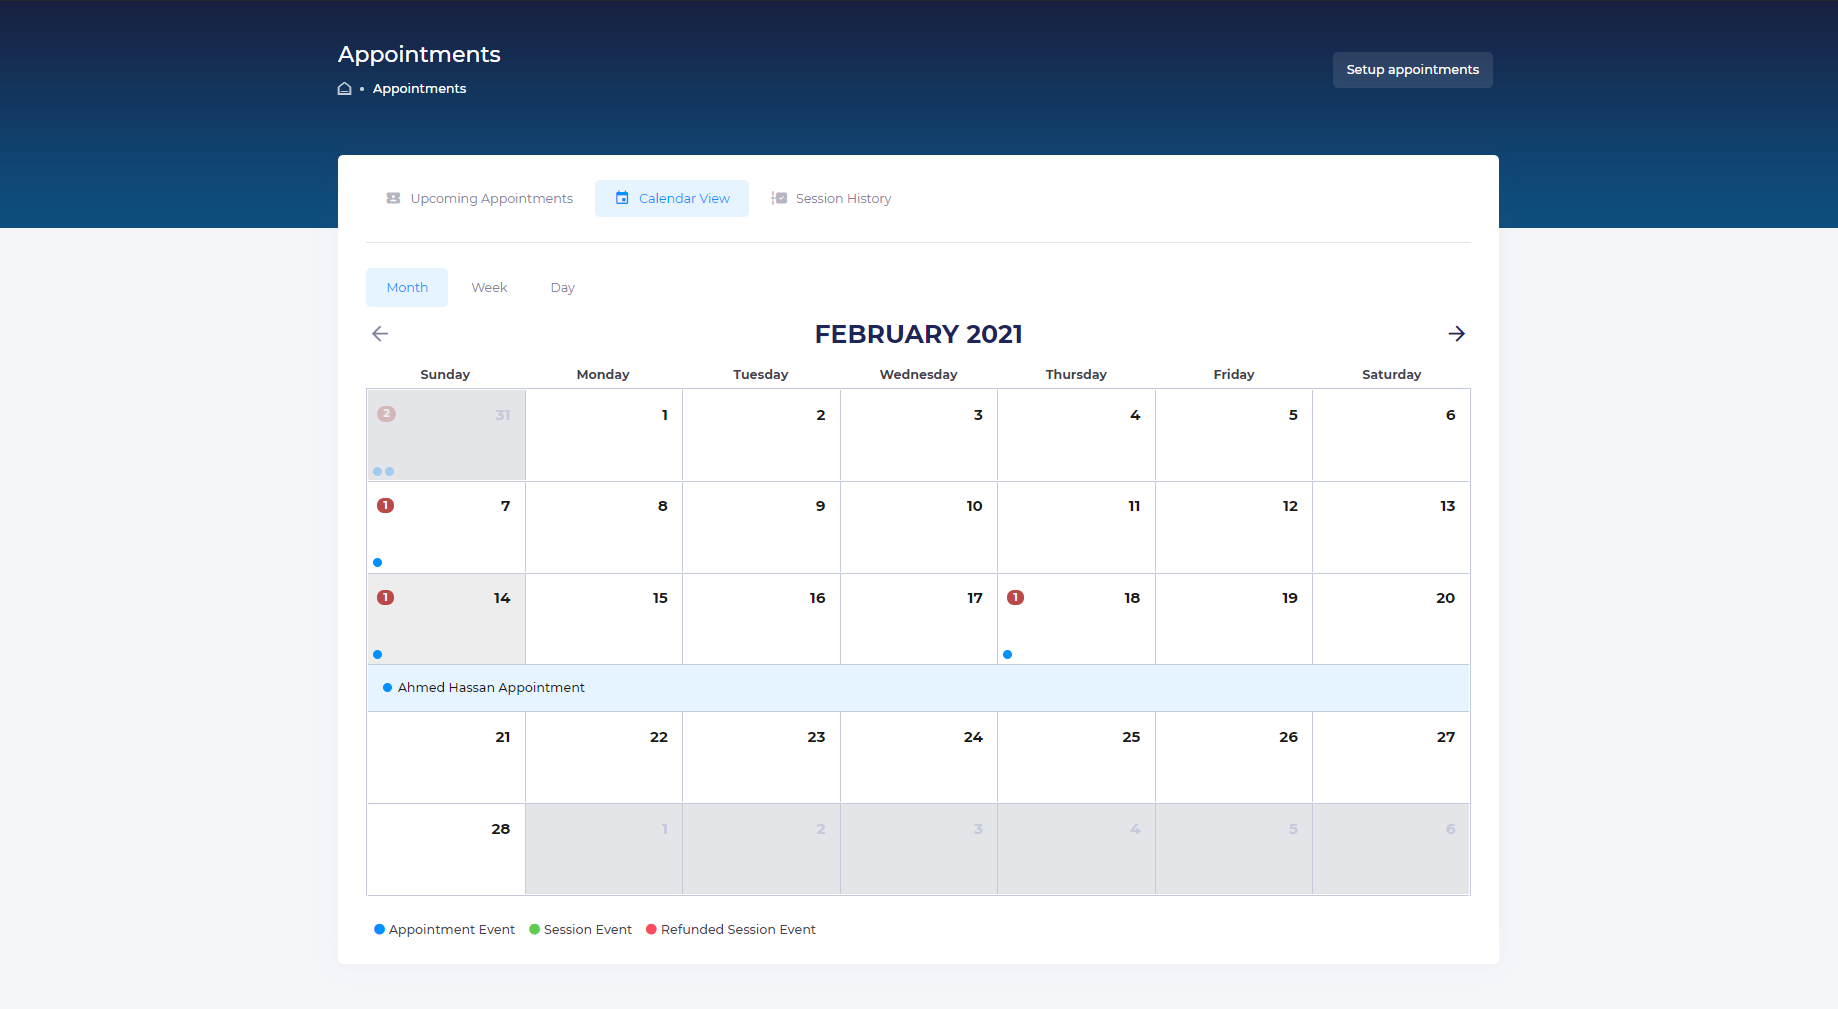 Appointments
Setup appointments
Appointments
Upcoming Appointments Calendar View Session History
Month Week Day
FEBRUARY 2021
Sunday Monday Tuesday Wednesday Thursday Friday Saturday
2 31 1 2 3 4 5 6
1 7 8 9 10 11 12 13
1 14 15 16 17 1 18 19 20
Ahmed Hassan Appointment
21 22 23 24 25 26 27
28 1 2 3 4 5 6
Appointment Event Session Event Refunded Session Event